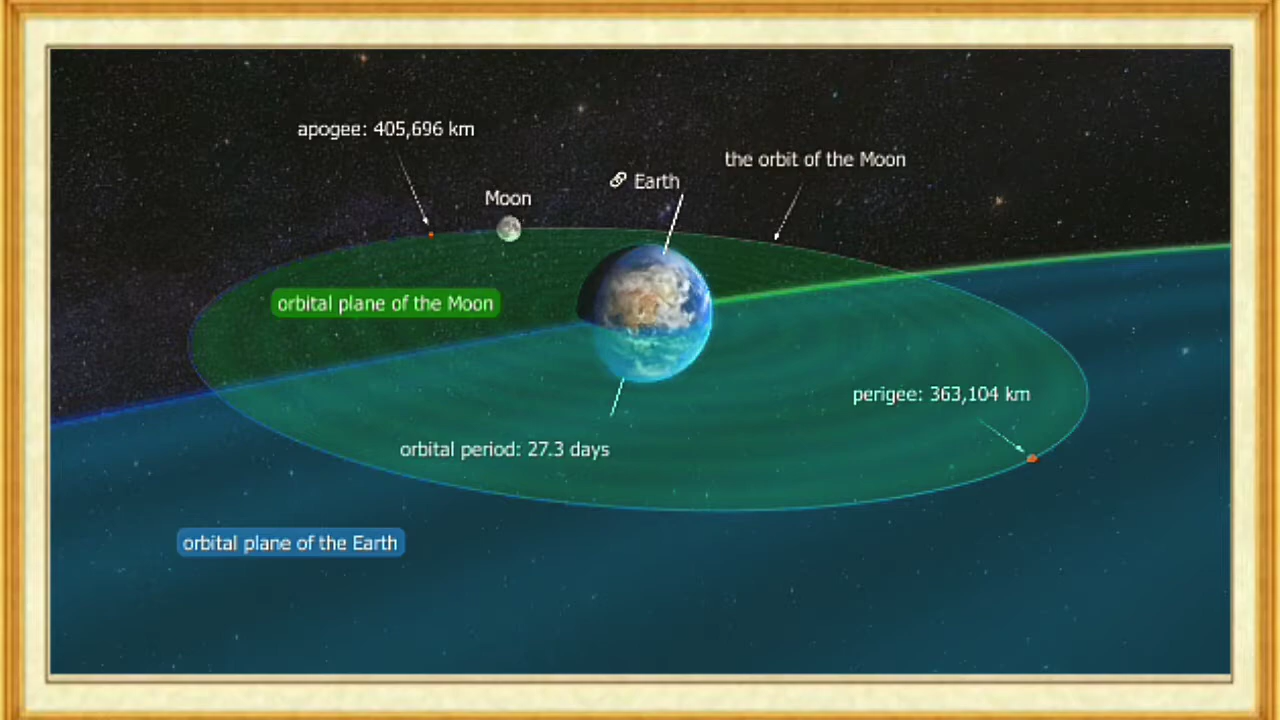 apogee: 405,696 km
the orbit of the Moon
Earth
Moon
orbital plane of the Moon
perigee: 363,104 km
orbital period: 27.3 days
orbital plane of the Earth